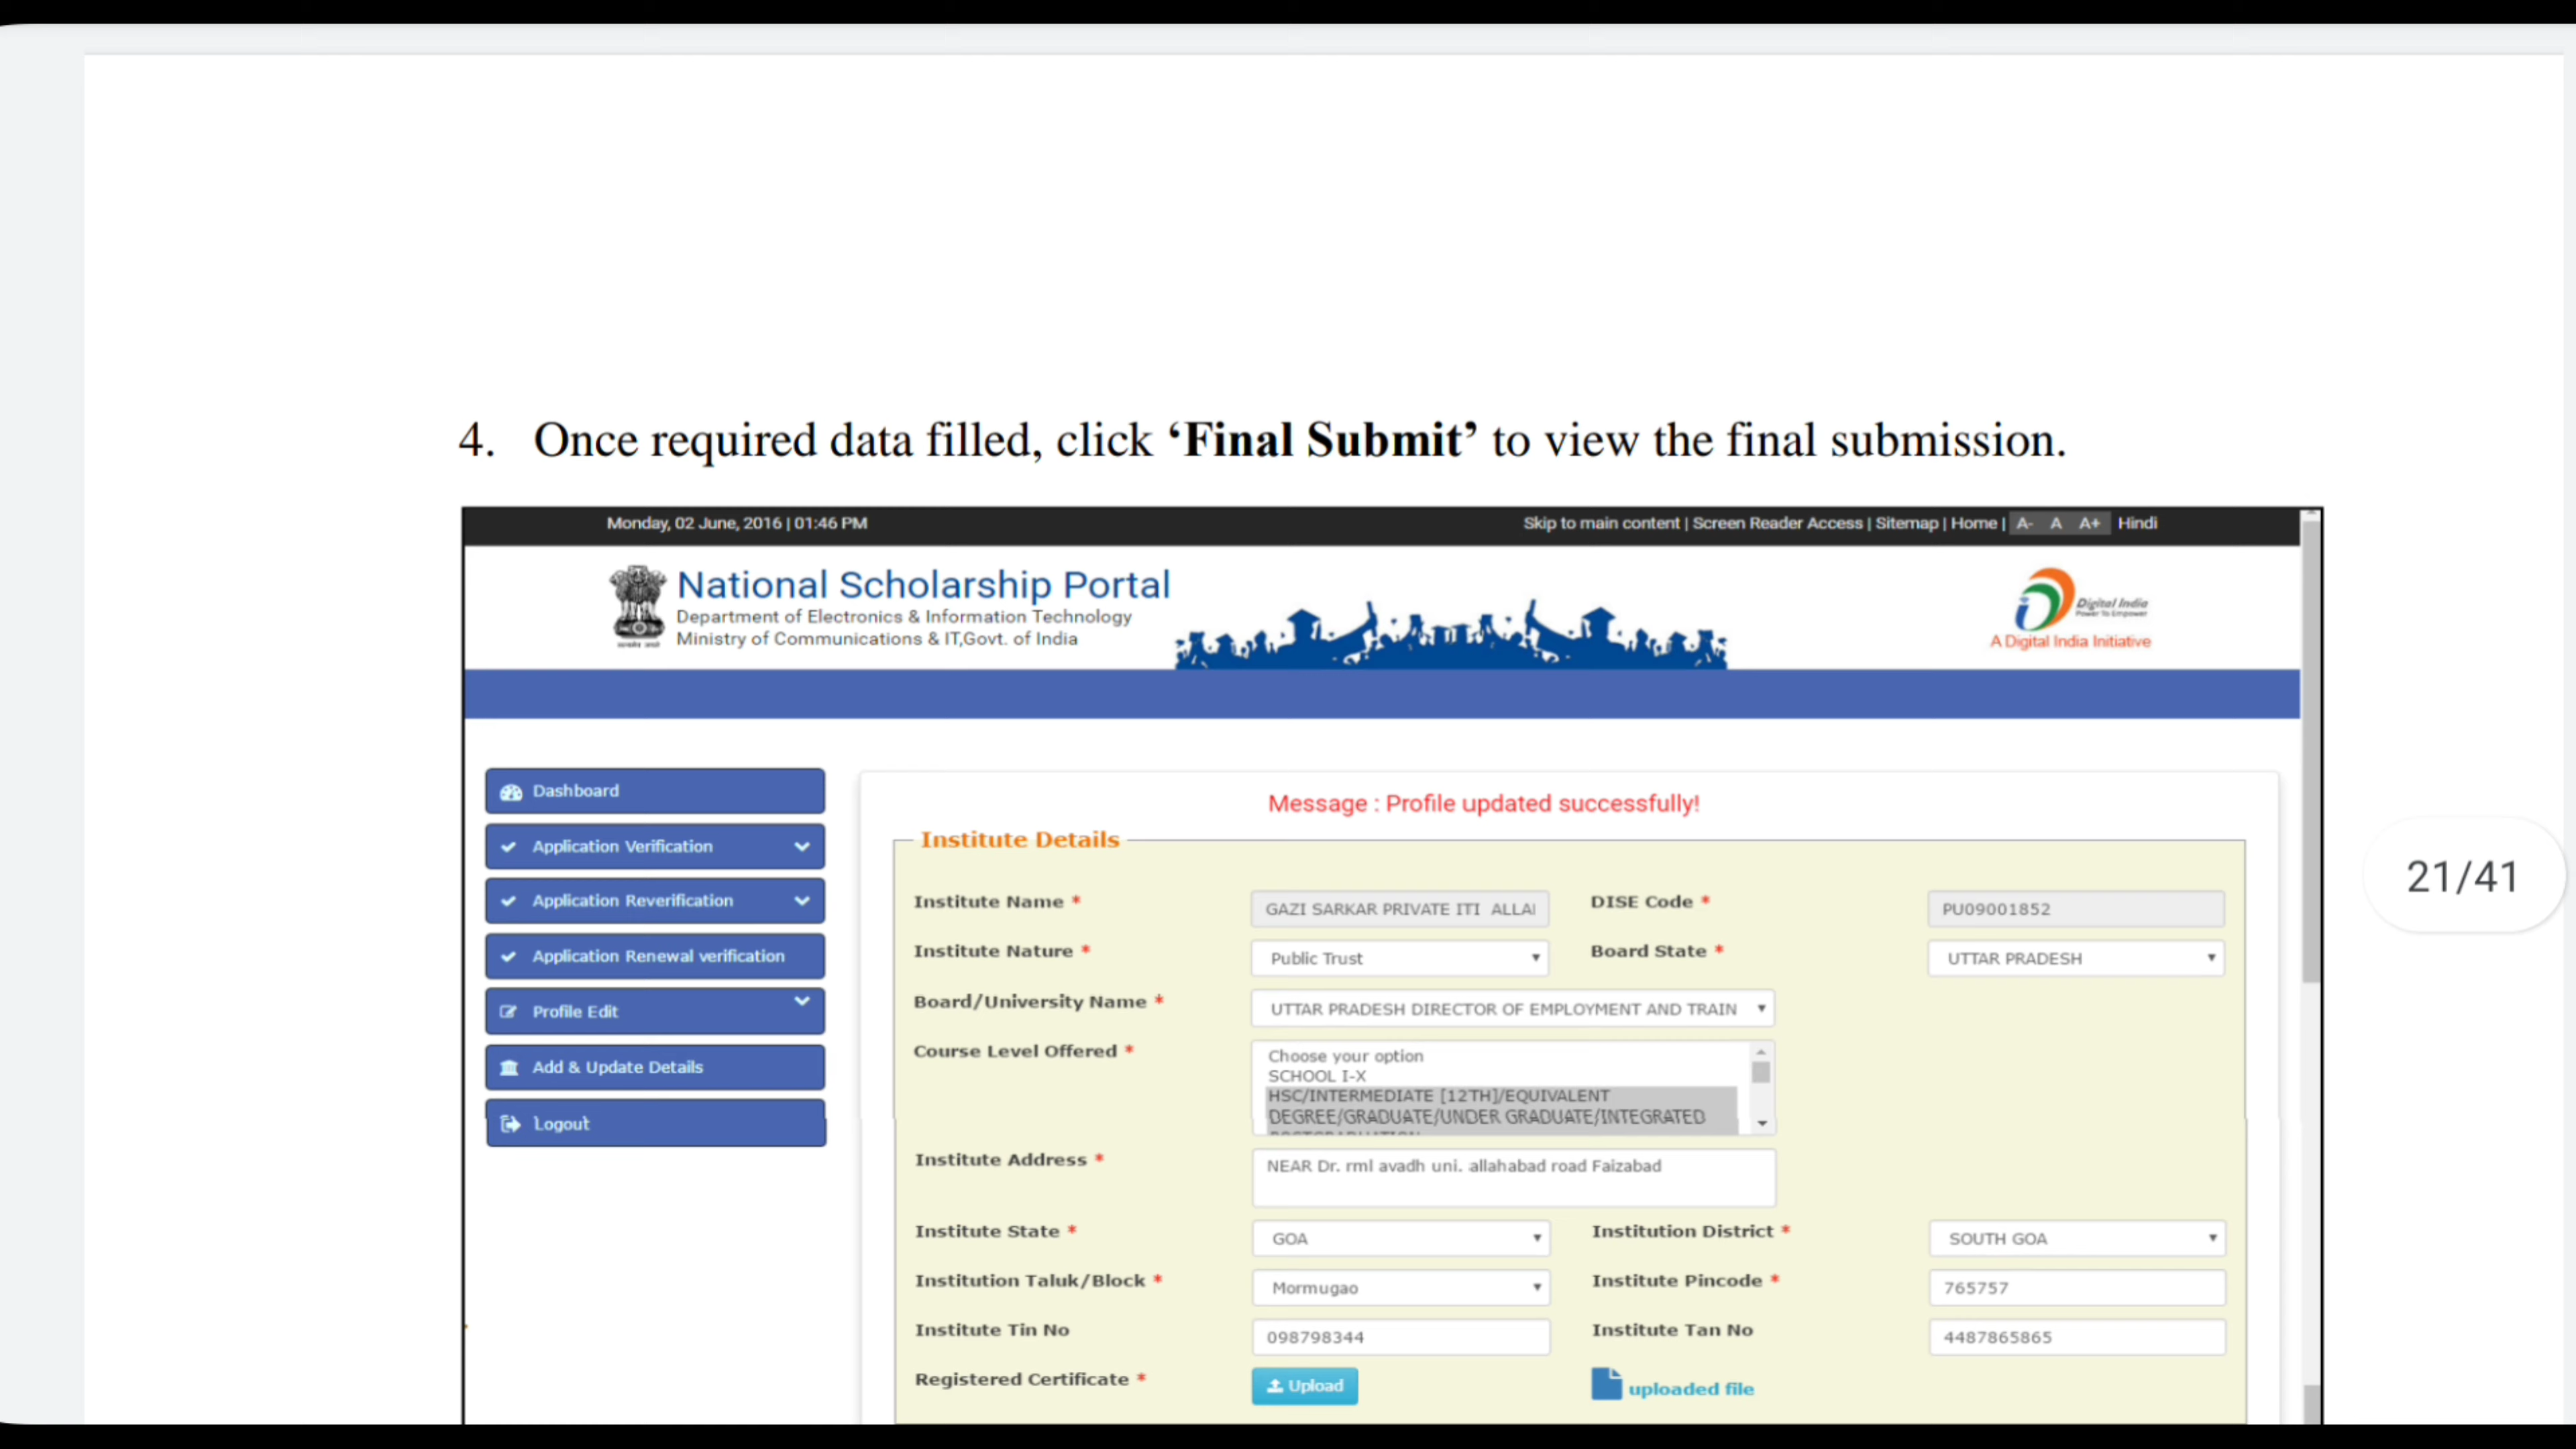 4. Once required data filled, click ‘Final Submit’ to view the final submission.
Monday, 02 June, 2016 | 01:46 PM
Skip to main content | Screen Reader Access | Sitemap | Home | A- A A+ Hindi
National Scholarship Portal
Department of Electronics & Information Technology
Ministry of Communications & IT,Govt. of India
Digital India
Power To Empower
A Digital India Initiative
Dashboard
Application Verification
Application Reverification
Application Renewal verification
Profile Edit
Add & Update Details
Logout
Message : Profile updated successfully!
Institute Details
Institute Name * GAZI SARKAR PRIVATE ITI ALLA DISE Code * PU09001852
Institute Nature * Public Trust Board State * UTTAR PRADESH
Board/University Name * UTTAR PRADESH DIRECTOR OF EMPLOYMENT AND TRAIN
Course Level Offered * Choose your option
SCHOOL I-X
HSC/INTERMEDIATE [12TH]/EQUIVALENT
DEGREE/GRADUATE/UNDER GRADUATE/INTEGRATED
Institute Address * NEAR Dr. rml avadh uni. allahabad road Faizabad
Institute State * GOA Institution District * SOUTH GOA
Institution Taluk/Block * Mormugao Institute Pincode * 765757
Institute Tin No 098798344 Institute Tan No 4487865865
Registered Certificate * Upload uploaded file
21/41